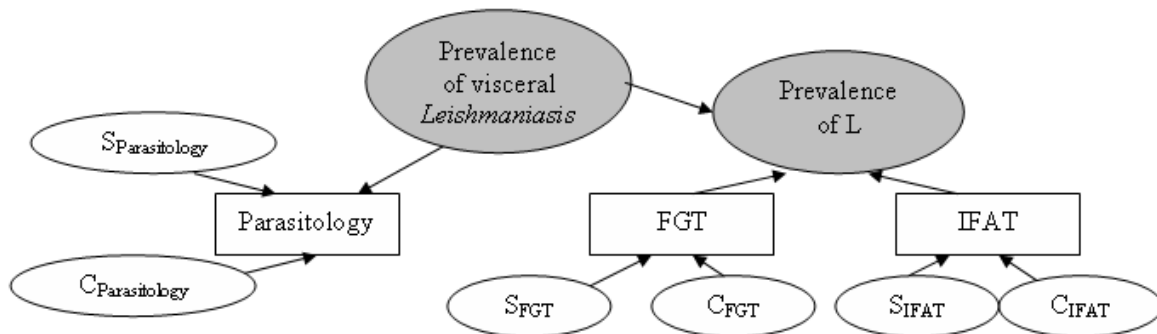 Prevalence
of visceral
Leishmaniasis
Prevalence
of L
SParasitology
Parasitology
FGT
IFAT
CParasitology
SFGT
CFGT
SIFAT
CIFAT